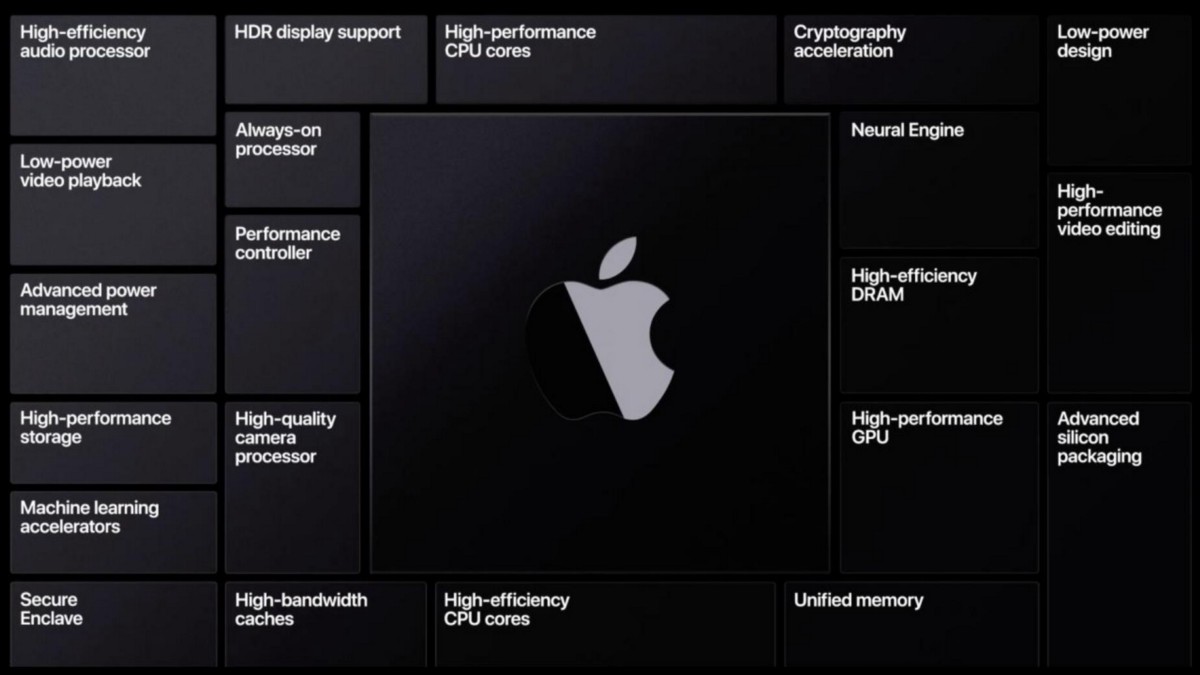 High-efficiency
audio processor
HDR display support
High-performance
CPU cores
Cryptography
acceleration
Low-power
design
Always-on
processor
Neural Engine
Low-power
video playback
High-
performance
video editing
Performance
controller
High-efficiency
DRAM
Advanced power
management
High-performance
storage
High-quality
camera
processor
High-performance
GPU
Advanced
silicon
packaging
Machine learning
accelerators
Secure
Enclave
High-bandwidth
caches
High-efficiency
CPU cores
Unified memory